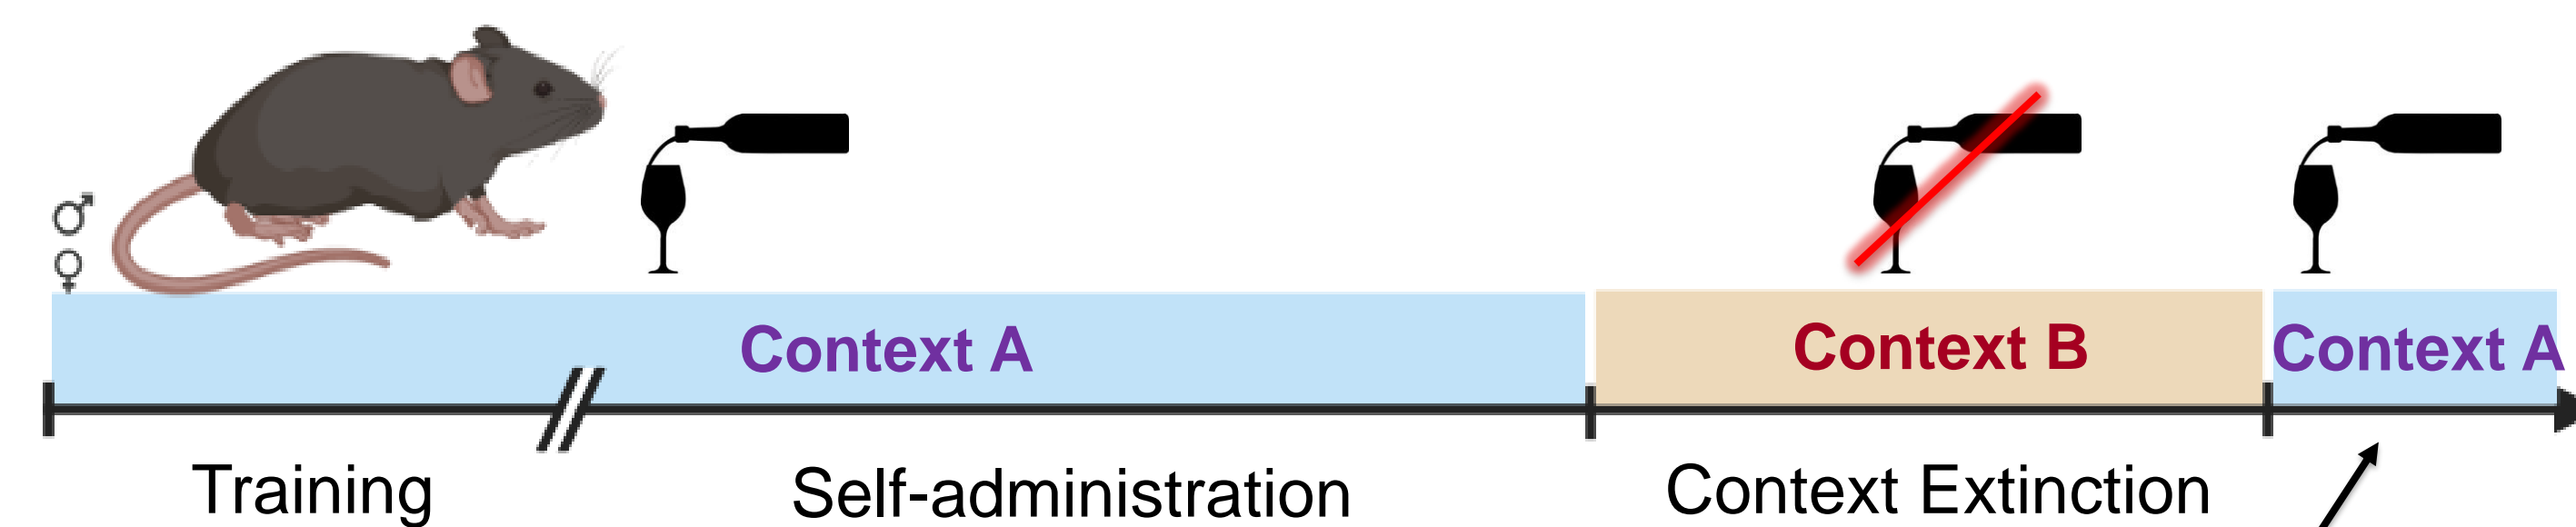 ♂
♀
Context A
Context B
Context A
Training
Self-administration
Context Extinction